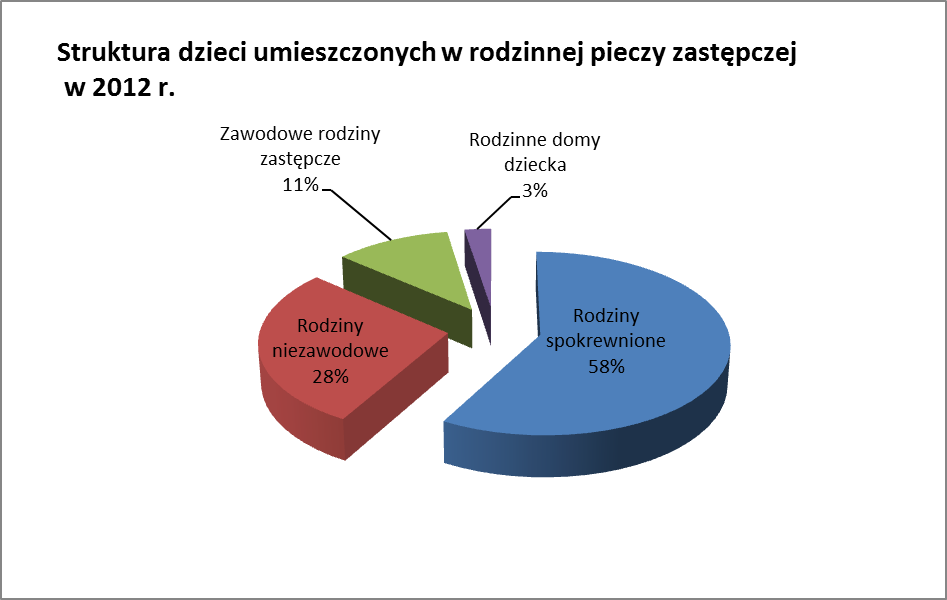 Struktura dzieci umieszczonych w rodzinnej pieczy zastępczej
w 2012 r.
Zawodowe rodziny
zastępcze
11%
Rodzinne domy
dziecka
3%
Rodziny
niezawodowe
28%
Rodziny
spokrewnione
58%